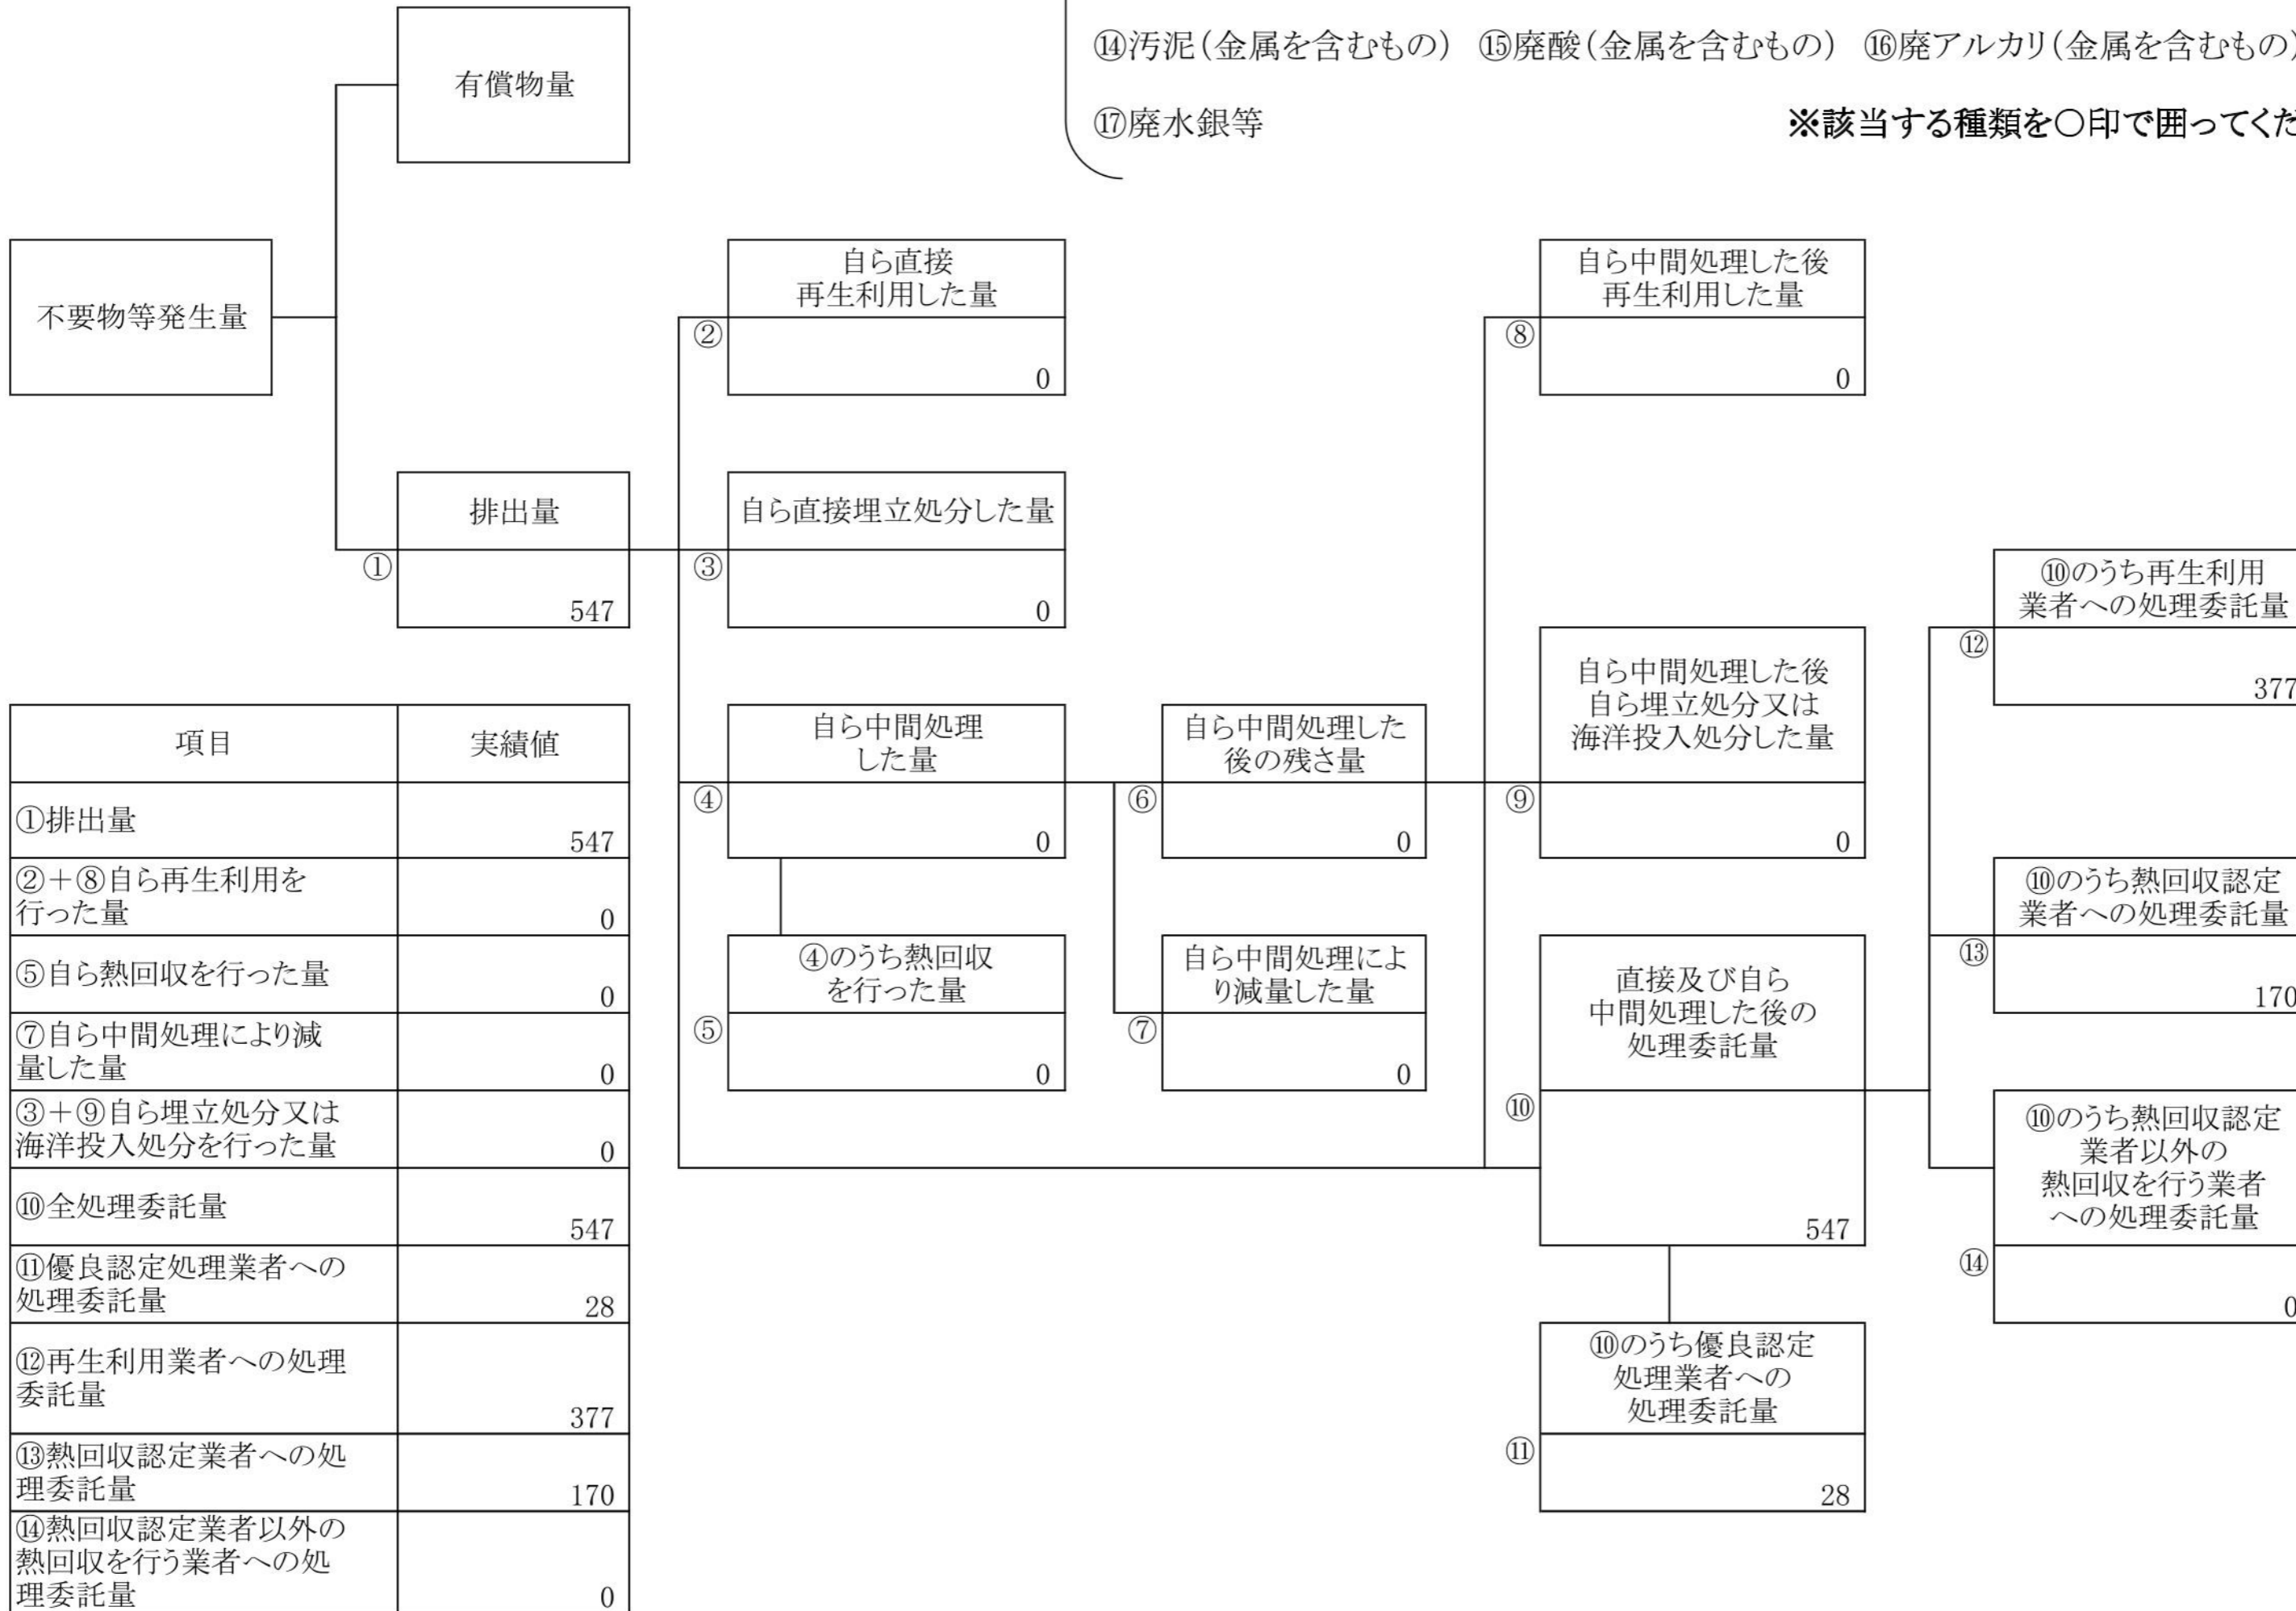 ⑭汚泥(金属を含むもの) ⑮廃酸(金属を含むもの) ⑯廃アルカリ(金属を含むもの)
⑰廃水銀等
※該当する種類を○印で囲ってくだ
有償物量
不要物等発生量
排出量
①
547
自ら直接
再生利用した量
②
0
自ら直接埋立処分した量
③
0
自ら中間処理
した量
④
0
④のうち熱回収
を行った量
⑤
0
自ら中間処理した
後の残さ量
⑥
0
自ら中間処理によ
り減量した量
⑦
0
自ら中間処理した後
再生利用した量
⑧
0
自ら中間処理した後
自ら埋立処分又は
海洋投入処分した量
⑨
0
直接及び自ら
中間処理した後の
処理委託量
⑩
547
⑩のうち優良認定
処理業者への
処理委託量
⑪
28
⑩のうち再生利用
業者への処理委託量
⑫
377
⑩のうち熱回収認定
業者への処理委託量
⑬
170
⑩のうち熱回収認定
業者以外の
熱回収を行う業者
への処理委託量
⑭
0
項目 実績値
①排出量
547
②+⑧自ら再生利用を
行った量
0
⑤自ら熱回収を行った量
0
⑦自ら中間処理により減
量した量
0
③+⑨自ら埋立処分又は
海洋投入処分を行った量
0
⑩全処理委託量
547
⑪優良認定処理業者への
処理委託量
28
⑫再生利用業者への処理
委託量
377
⑬熱回収認定業者への処
理委託量
170
⑭熱回収認定業者以外の
熱回収を行う業者への処
理委託量
0